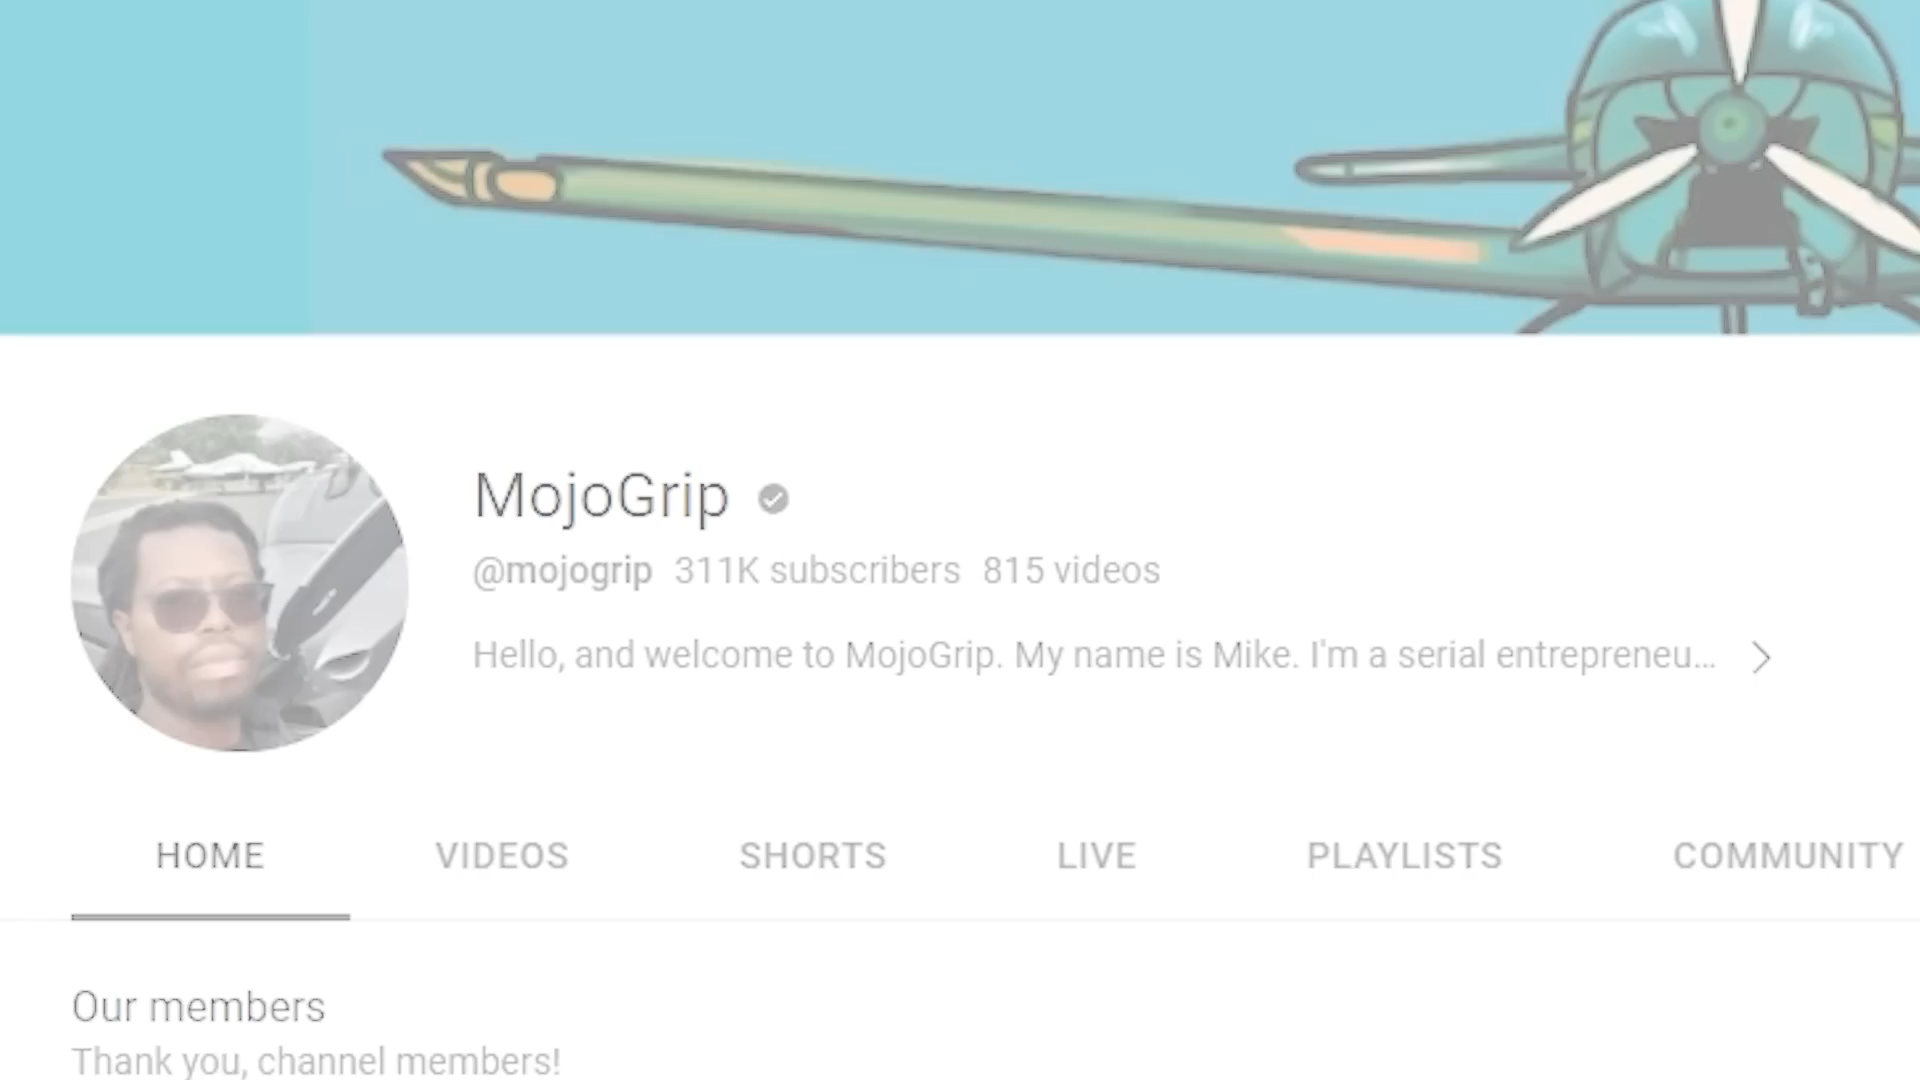 MojoGrip
@mojogrip 311K subscribers 815 videos
Hello, and welcome to MojoGrip. My name is Mike. I'm a serial entrepreneu...
HOME VIDEOS SHORTS LIVE PLAYLISTS COMMUNITY
Our members
Thank you, channel members!